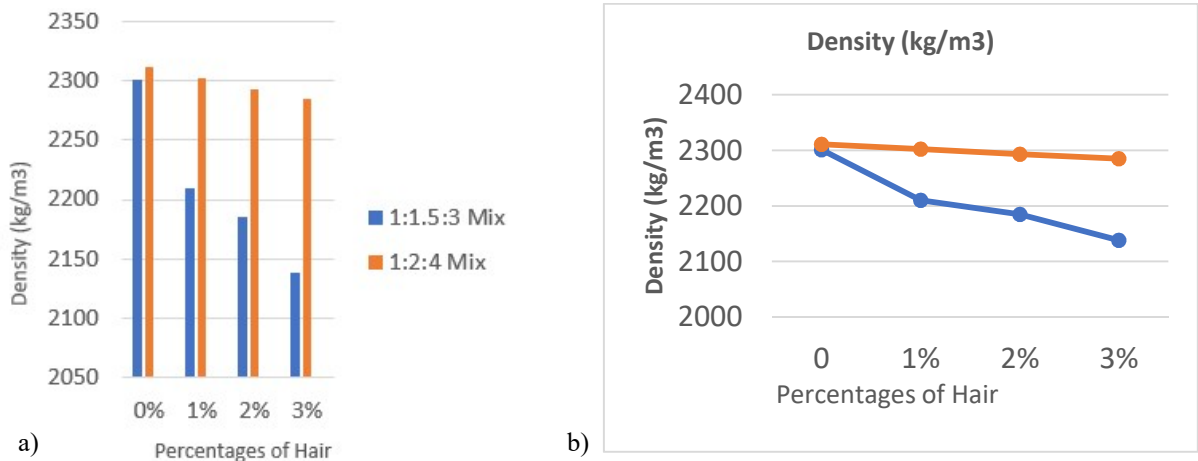 2350
2300
2250
2200
2150
2100
2050
Density (kg/m3)
0% 1% 2% 3%
Percentages of Hair
1:1.5:3 Mix
1:2:4 Mix
a)
Density (kg/m3)
2400
2300
2200
2100
2000
Density (kg/m3)
0 1% 2% 3%
Percentages of Hair
b)